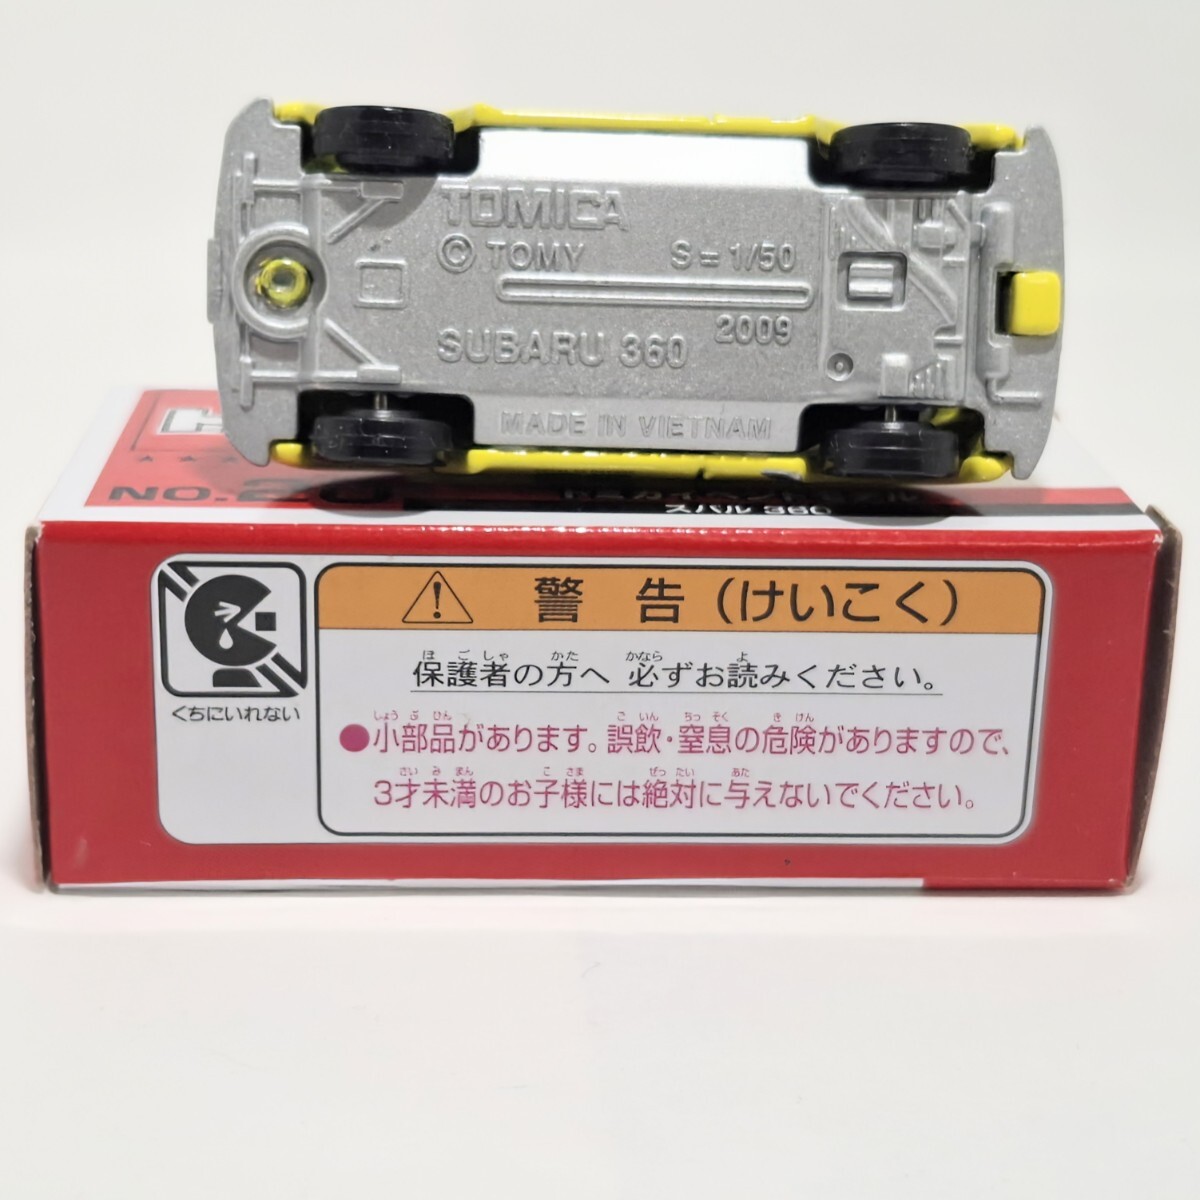 TOMICA
© TOMY S = 1/50
2009
SUBARU 360
MADE IN VIETNAM
スバル 360
警 告 (けいこく)
保護者の方へ 必ずお読みください。
くちにいれない
●小部品があります。誤飲・窒息の危険がありますので、
3才未満のお子様には絶対に与えないでください。